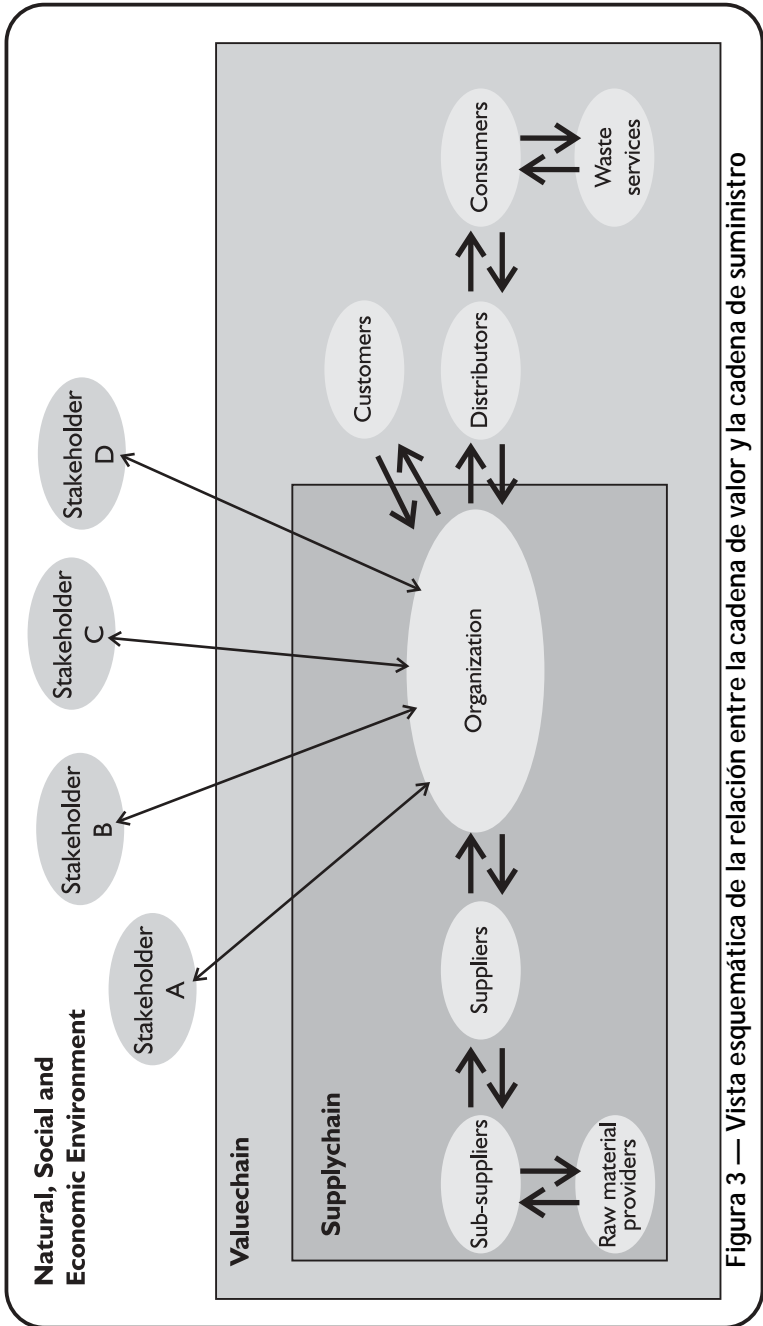 Natural, Social and
Economic Environment
Stakeholder
A
Stakeholder
B
Stakeholder
C
Stakeholder
D
Valuechain
Supplychain
Sub-suppliers
Raw material
providers
Suppliers
Organization
Customers
Distributors
Consumers
Waste
services
Figura 3 — Vista esquemática de la relación entre la cadena de valor y la cadena de suministro